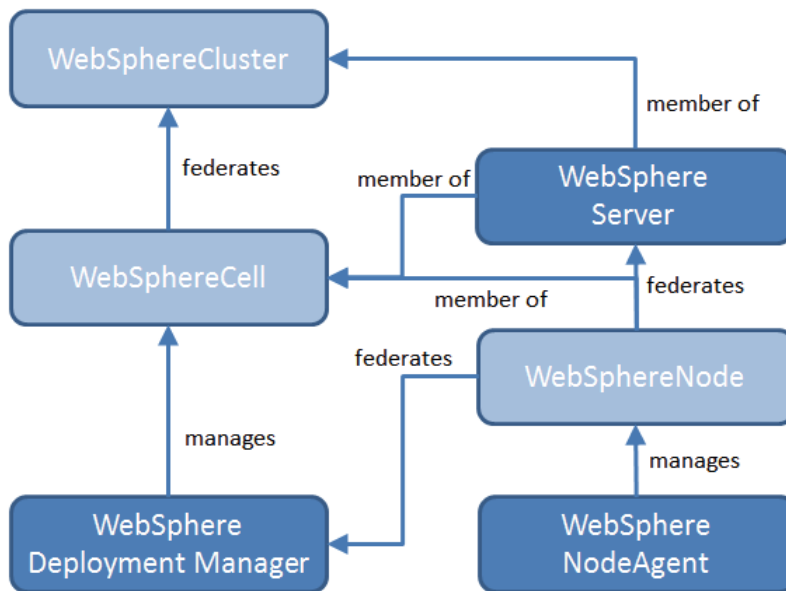 WebSphereCluster
member of
federates
member of
WebSphere
Server
WebSphereCell
member of
federates
federates
WebSphereNode
manages
manages
WebSphere
Deployment Manager
WebSphere
NodeAgent